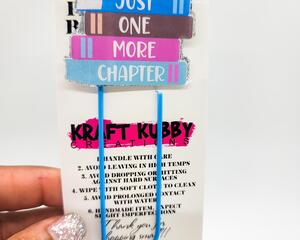 JUST
ONE
MORE
CHAPTER
KRAFT KUBBY
CREATIONS
1. HANDLE WITH CARE
2. AVOID LEAVING IN HIGH TEMPS
3. AVOID DROPPING OR HITTING
AGAINST HARD SURFACES
4. WIPE WITH SOFT CLOTH TO CLEAN
5. AVOID PROLONGED CONTACT
WITH WATER
6. HANDMADE ITEM, EXPECT
SLIGHT IMPERFECTIONS
Thank you for